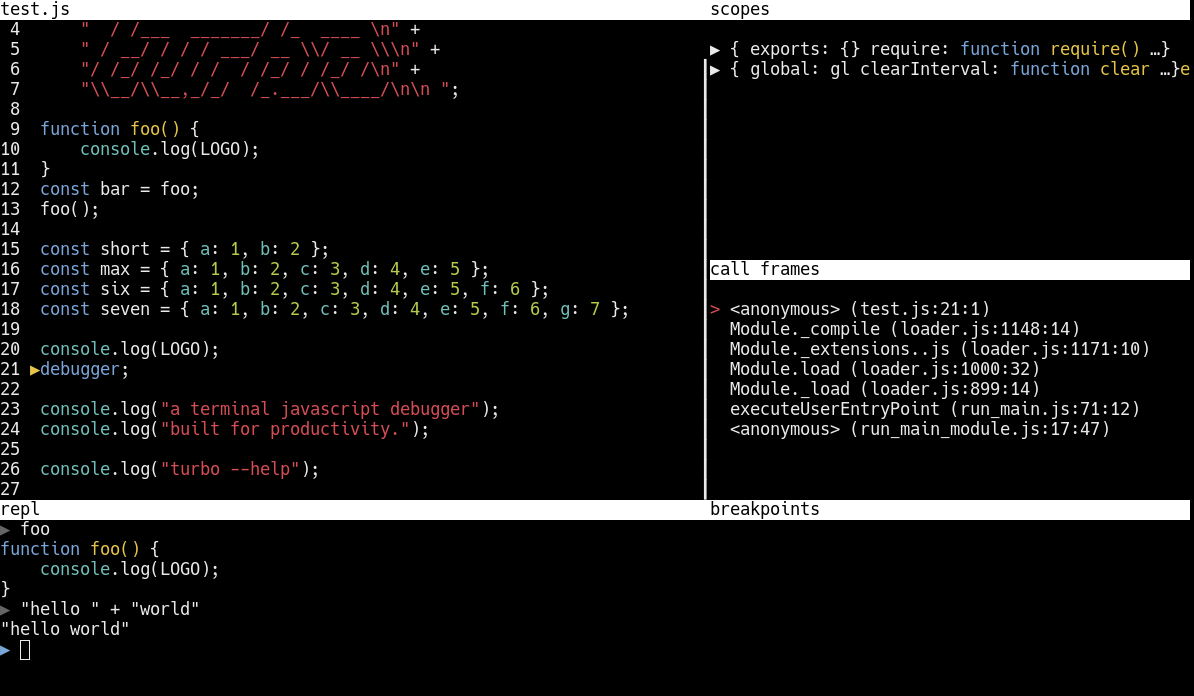 test.js
4      "  / /___  _______/ /_  ____ \n" +
5      " / __/ / / / ___/ __ \\/ __ \\\n" +
6      "/ /_/ /_/ / /  / /_/ / /_/ /\n" +
7      "\\__/\\__,_/_/  /_.___/\\____/\n\n ";
8
9  function foo() {
10      console.log(LOGO);
11  }
12  const bar = foo;
13  foo();
14
15  const short = { a: 1, b: 2 };
16  const max = { a: 1, b: 2, c: 3, d: 4, e: 5 };
17  const six = { a: 1, b: 2, c: 3, d: 4, e: 5, f: 6 };
18  const seven = { a: 1, b: 2, c: 3, d: 4, e: 5, f: 6, g: 7 };
19
20  console.log(LOGO);
21 ▶debugger;
22
23  console.log("a terminal javascript debugger");
24  console.log("built for productivity.");
25
26  console.log("turbo --help");
27
scopes
▶ { exports: {} require: function require() …}
▶ { global: gl clearInterval: function clear …}e
call frames
> <anonymous> (test.js:21:1)
Module._compile (loader.js:1148:14)
Module._extensions..js (loader.js:1171:10)
Module.load (loader.js:1000:32)
Module._load (loader.js:899:14)
executeUserEntryPoint (run_main.js:71:12)
<anonymous> (run_main_module.js:17:47)
repl
▶ foo
function foo() {
    console.log(LOGO);
}
▶ "hello " + "world"
"hello world"
▶
breakpoints